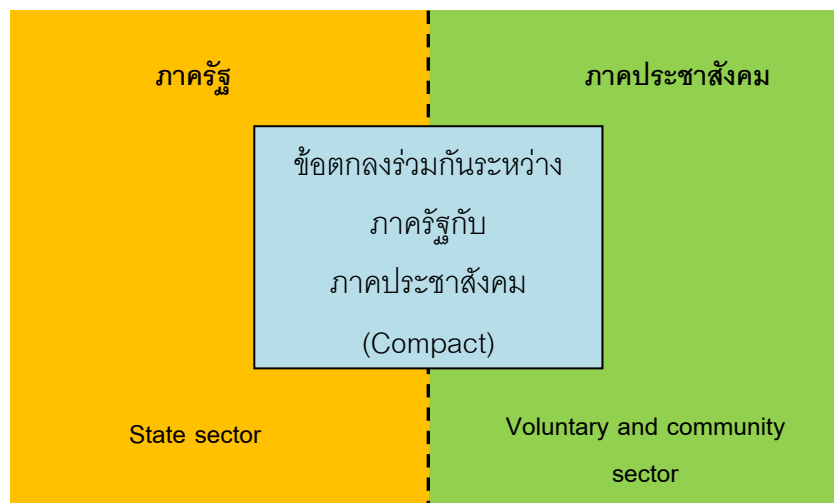 ภาครัฐ
ภาคประชาสังคม
ข้อตกลงร่วมกันระหว่าง
ภาครัฐกับ
ภาคประชาสังคม
(Compact)
State sector
Voluntary and community
sector